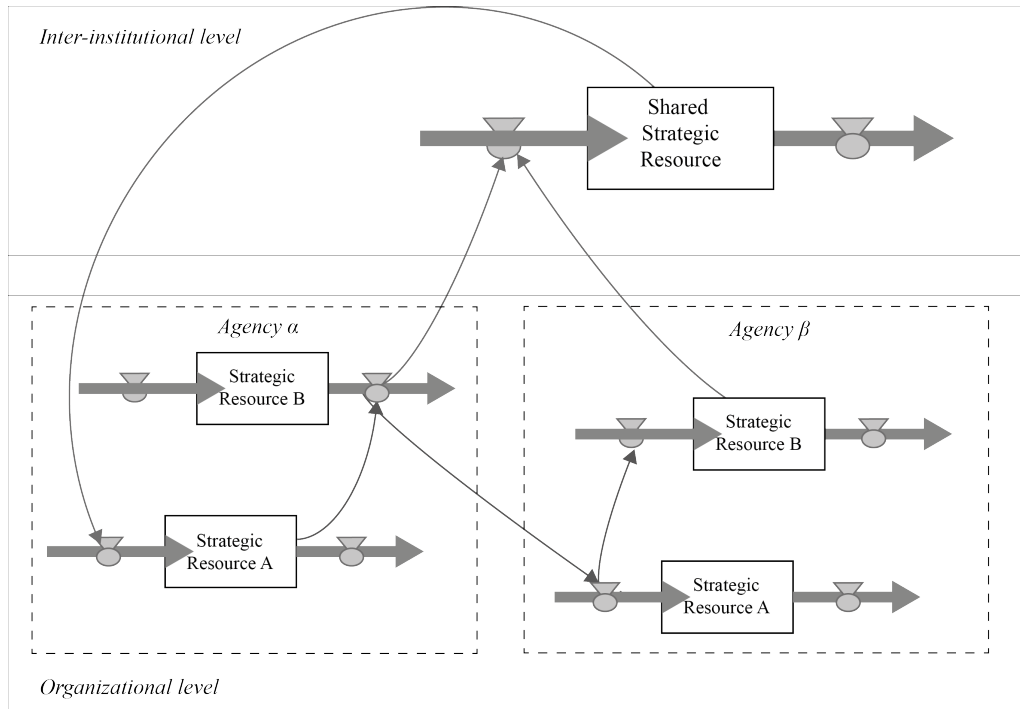 Inter-institutional level
Shared
Strategic
Resource
Agency α
Agency β
Strategic
Resource B
Strategic
Resource B
Strategic
Resource A
Strategic
Resource A
Organizational level